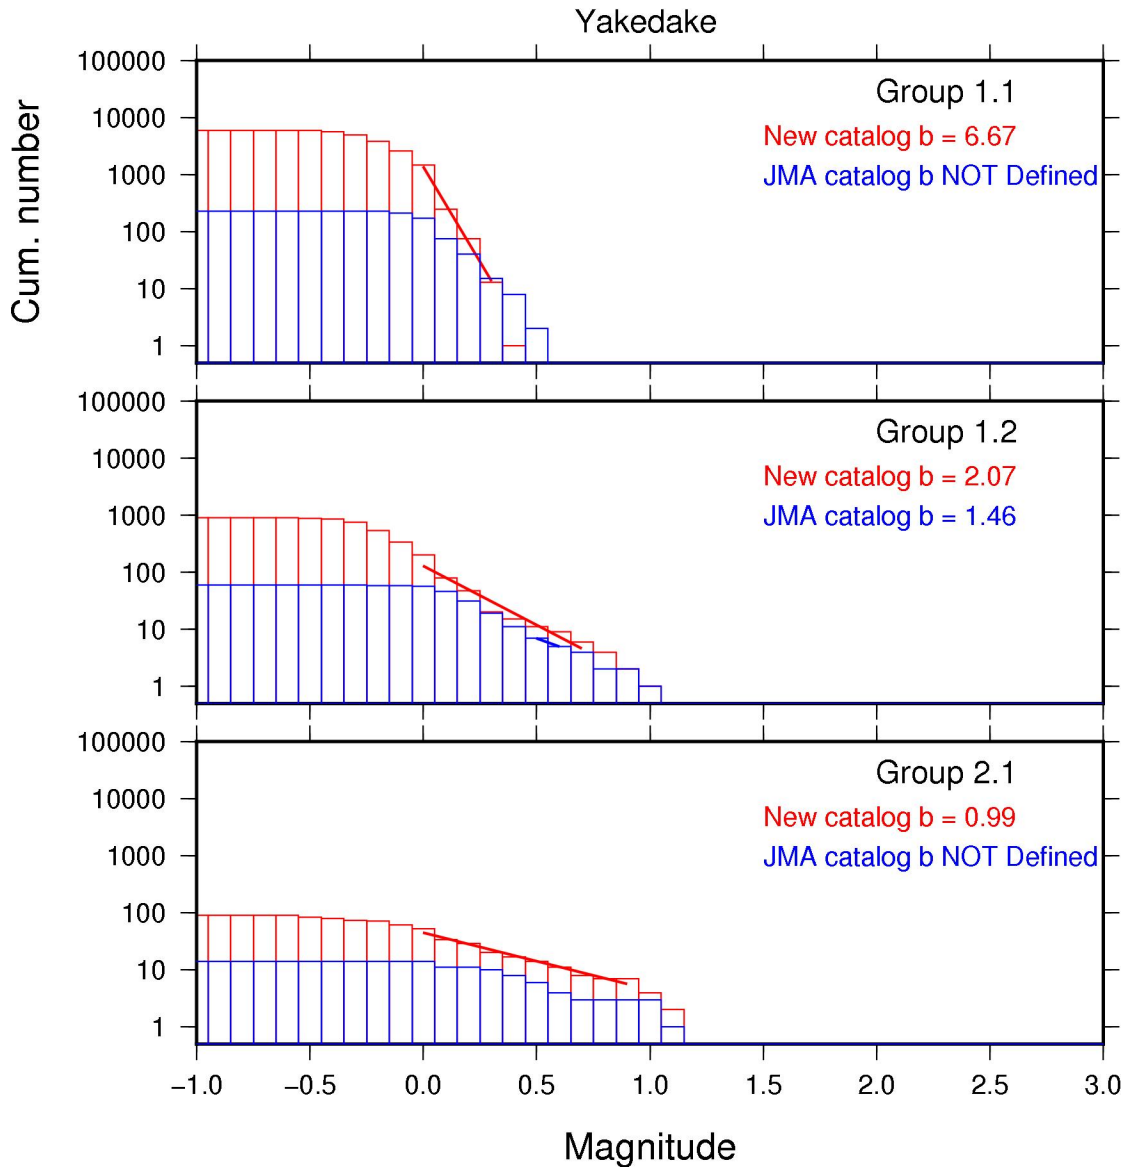 Yakedake
Cum. number
100000
10000
1000
100
10
1
Group 1.1
New catalog b = 6.67
JMA catalog b NOT Defined
100000
10000
1000
100
10
1
Group 1.2
New catalog b = 2.07
JMA catalog b = 1.46
100000
10000
1000
100
10
1
Group 2.1
New catalog b = 0.99
JMA catalog b NOT Defined
−1.0 −0.5 0.0 0.5 1.0 1.5 2.0 2.5 3.0
Magnitude